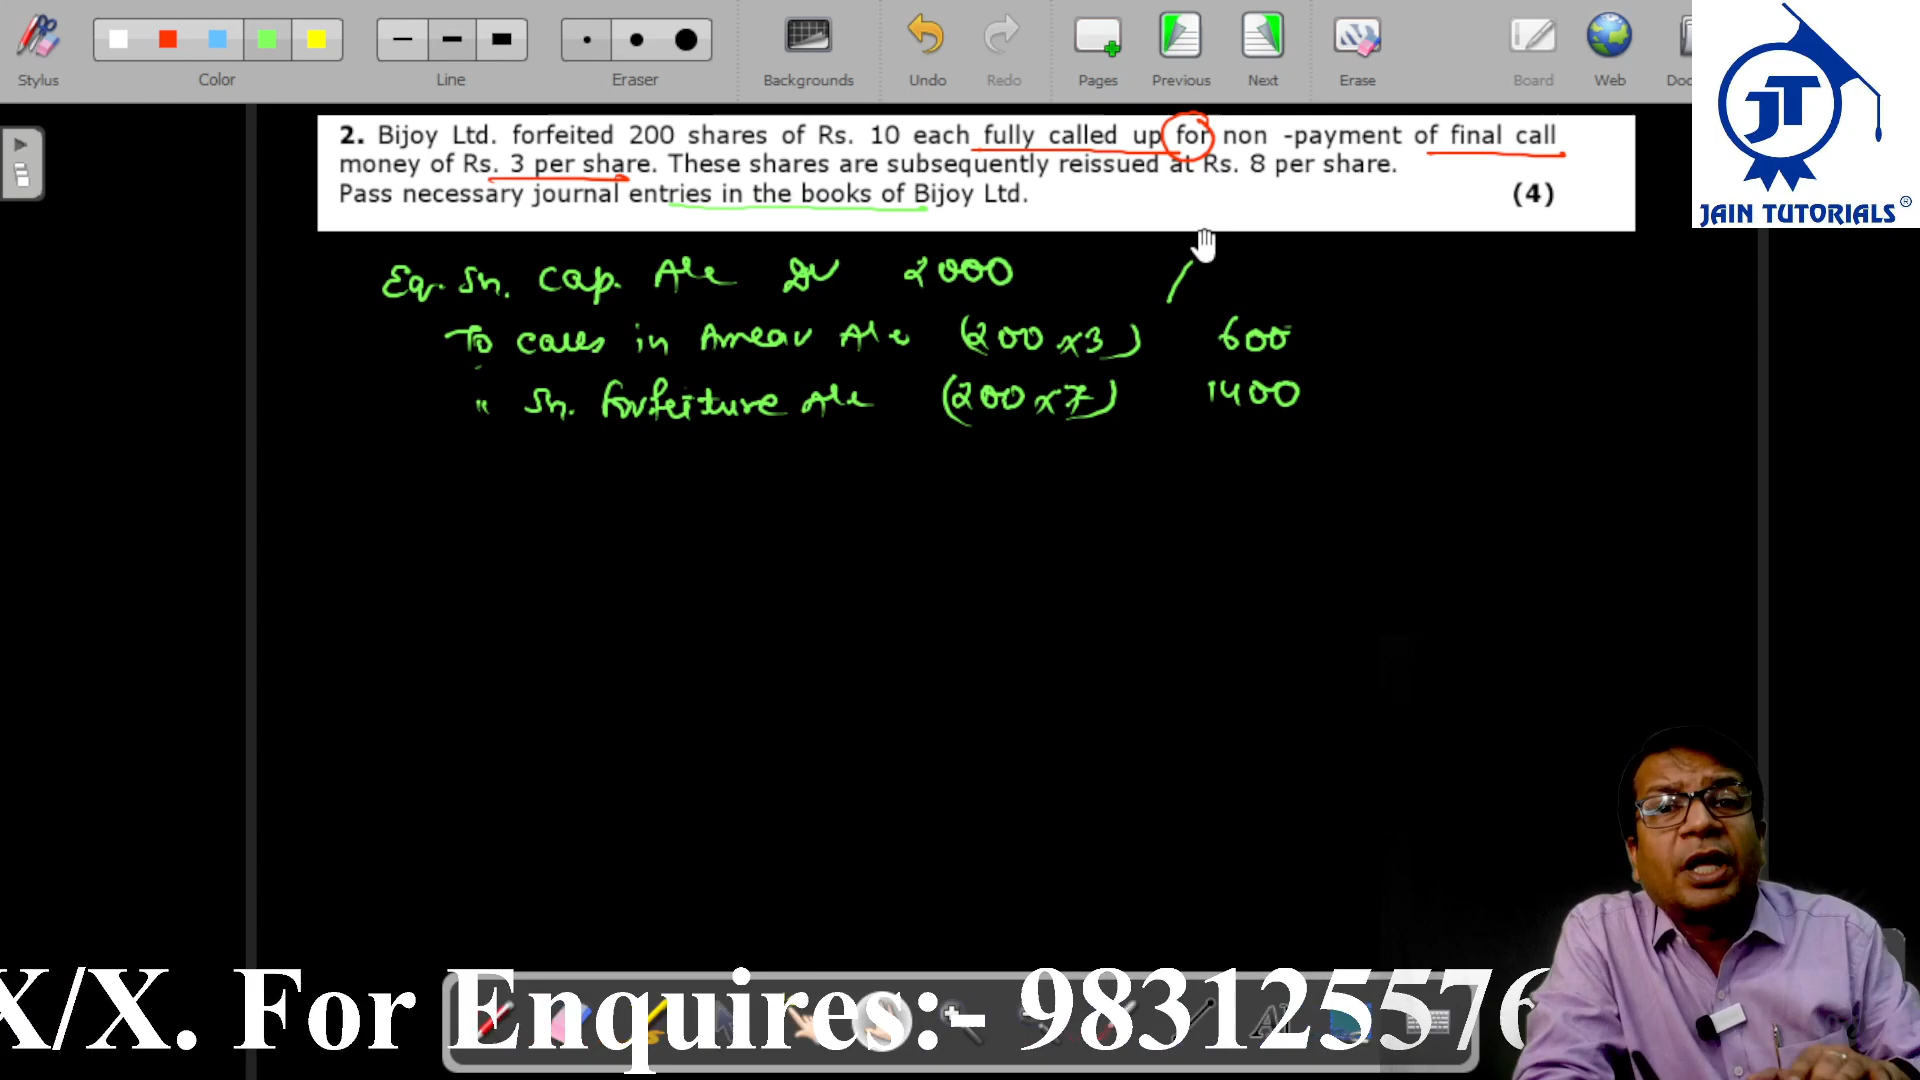 Stylus
Color
Line
Eraser
Backgrounds
Undo
Redo
Pages
Previous
Next
Erase
Board
Web
Doc
JT
JAIN TUTORIALS®
2. Bijoy Ltd. forfeited 200 shares of Rs. 10 each fully called up for non -payment of final call
money of Rs. 3 per share. These shares are subsequently reissued at Rs. 8 per share.
Pass necessary journal entries in the books of Bijoy Ltd. (4)
Eq. Sh. Cap. A/c Dr 2000
To calls in Arrear A/c (200 x 3) 600
" Sh. Forfeiture A/c (200 x 7) 1400
X/X. For Enquires:- 983125576